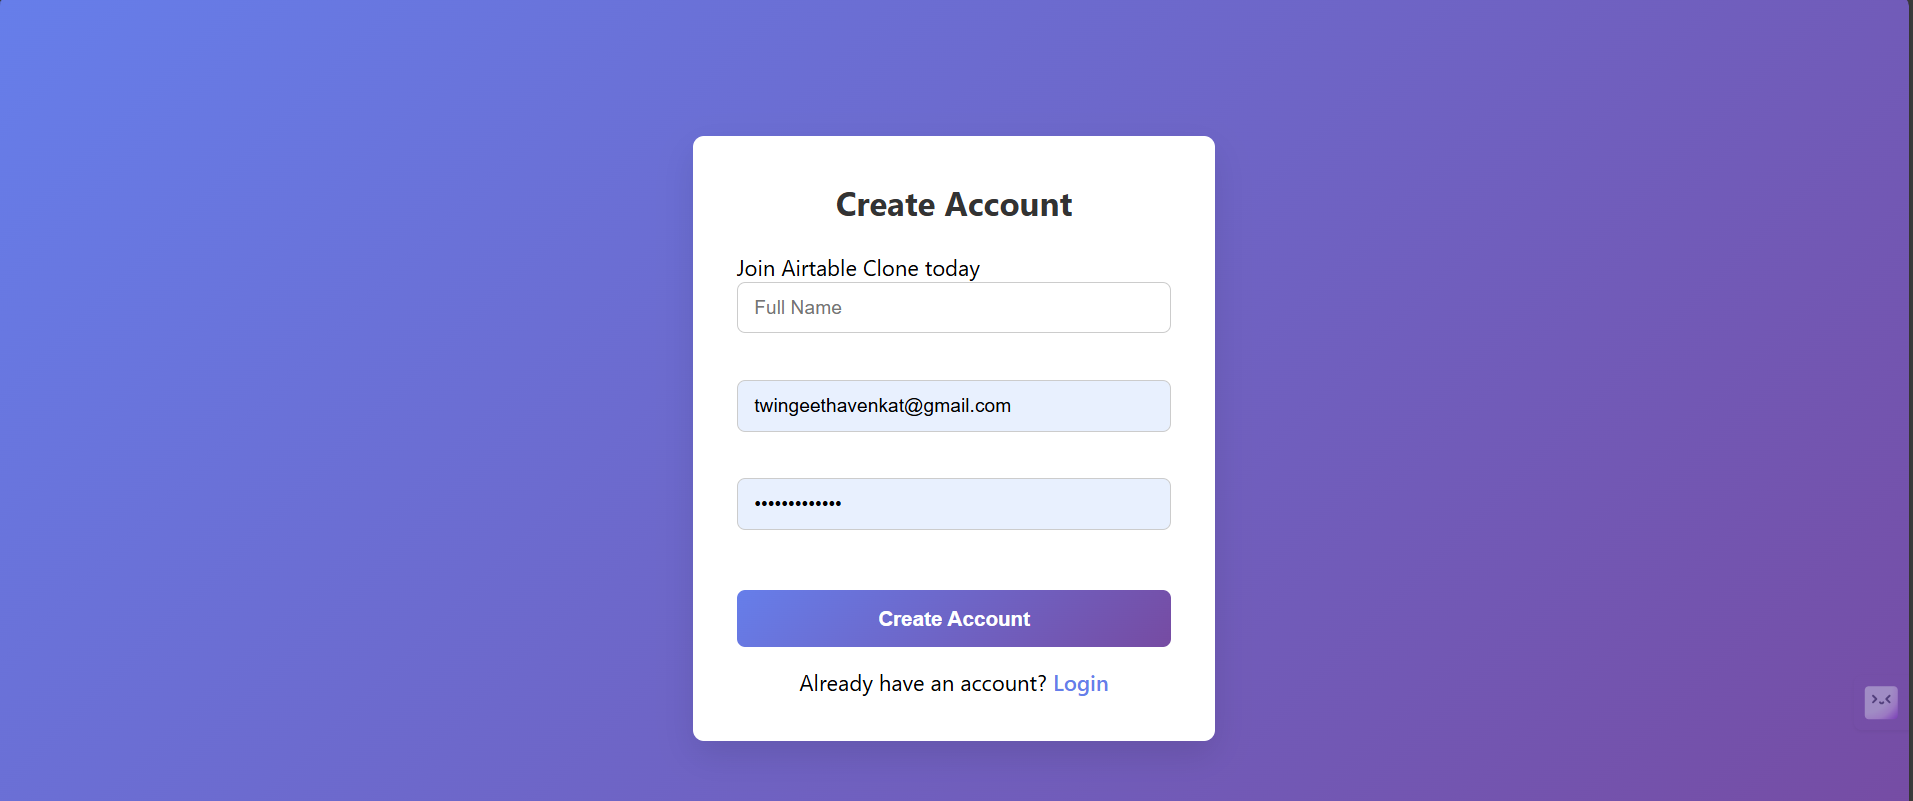 Create Account
Join Airtable Clone today
Full Name
twingeethavenkat@gmail.com
•••••••••••••
Create Account
Already have an account? Login